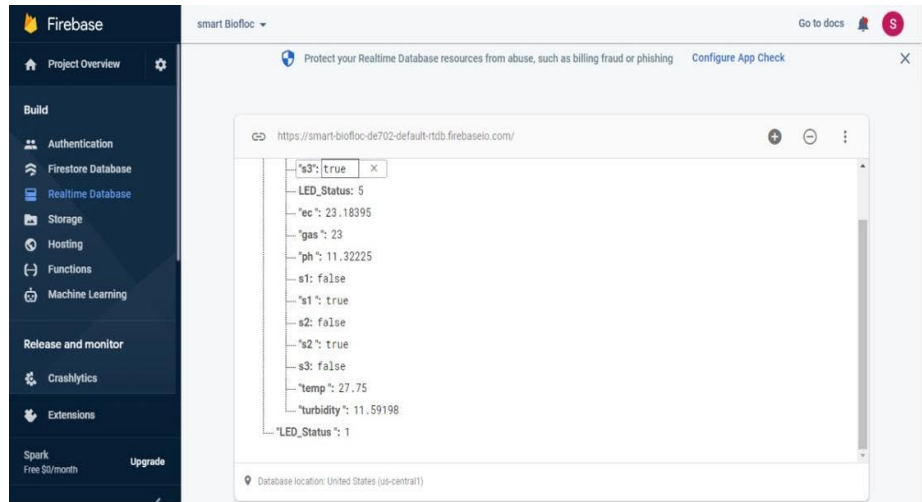 Firebase
smart Biofloc
Go to docs
S
Project Overview
Protect your Realtime Database resources from abuse, such as billing fraud or phishing
Configure App Check
Build
Authentication
Firestore Database
Realtime Database
Storage
Hosting
Functions
Machine Learning
Release and monitor
Crashlytics
Extensions
Spark
Free $0/month
Upgrade
https://smart-biofloc-de702-default-rtdb.firebaseio.com/
"s3": true
LED_Status: 5
"ec ": 23.18395
"gas ": 23
"ph ": 11.32225
s1: false
"s1 ": true
s2: false
"s2 ": true
s3: false
"temp ": 27.75
"turbidity ": 11.59198
"LED_Status ": 1
Database location: United States (us-central1)